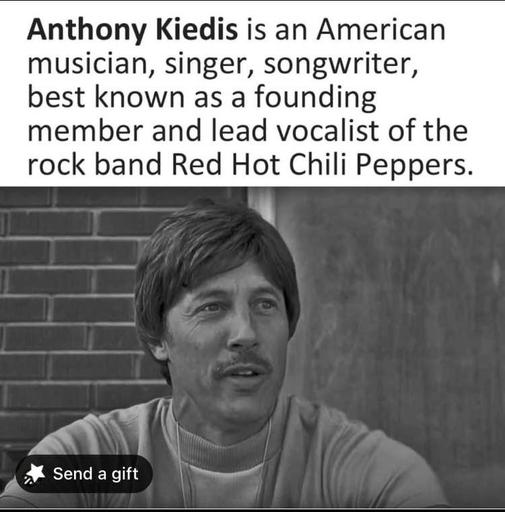 Anthony Kiedis is an American
musician, singer, songwriter,
best known as a founding
member and lead vocalist of the
rock band Red Hot Chili Peppers.
Send a gift